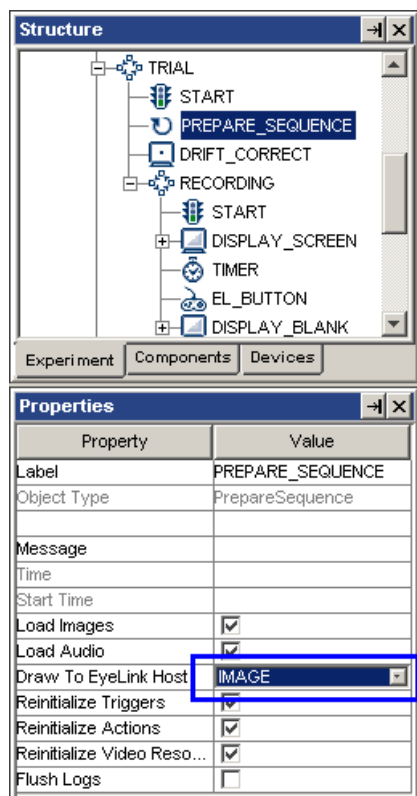 Structure
TRIAL
START
PREPARE_SEQUENCE
DRIFT_CORRECT
RECORDING
START
DISPLAY_SCREEN
TIMER
EL_BUTTON
DISPLAY_BLANK
Experiment Components Devices
Properties
Property Value
Label PREPARE_SEQUENCE
Object Type PrepareSequence
Message
Time
Start Time
Load Images
Load Audio
Draw To EyeLink Host IMAGE
Reinitialize Triggers
Reinitialize Actions
Reinitialize Video Reso...
Flush Logs